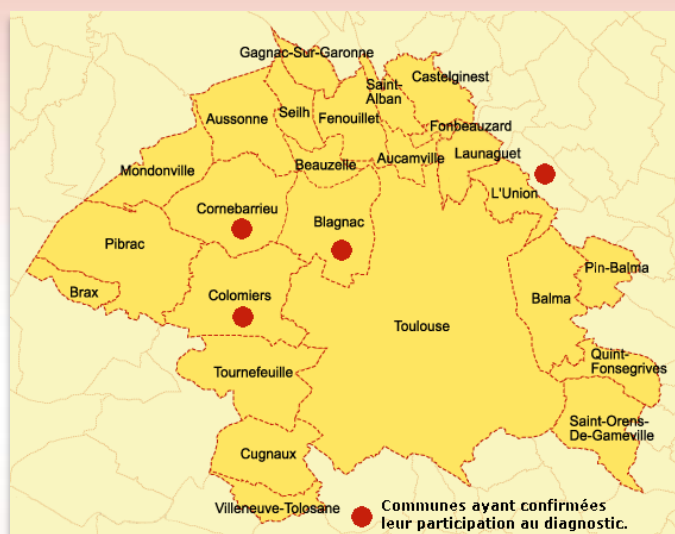 Gagnac-Sur-Garonne
Castelginest
Saint-
Alban
Seilh
Aussonne
Fenouillet
Fonbeauzard
Launaguet
Aucamville
Beauzelle
Mondonville
L'Union
Cornebarrieu
Blagnac
Pibrac
Pin-Balma
Brax
Colomiers
Balma
Toulouse
Quint-
Fonsegrives
Tournefeuille
Saint-Orens-
De-Gameville
Cugnaux
Villeneuve-Tolosane
Communes ayant confirmées
leur participation au diagnostic.